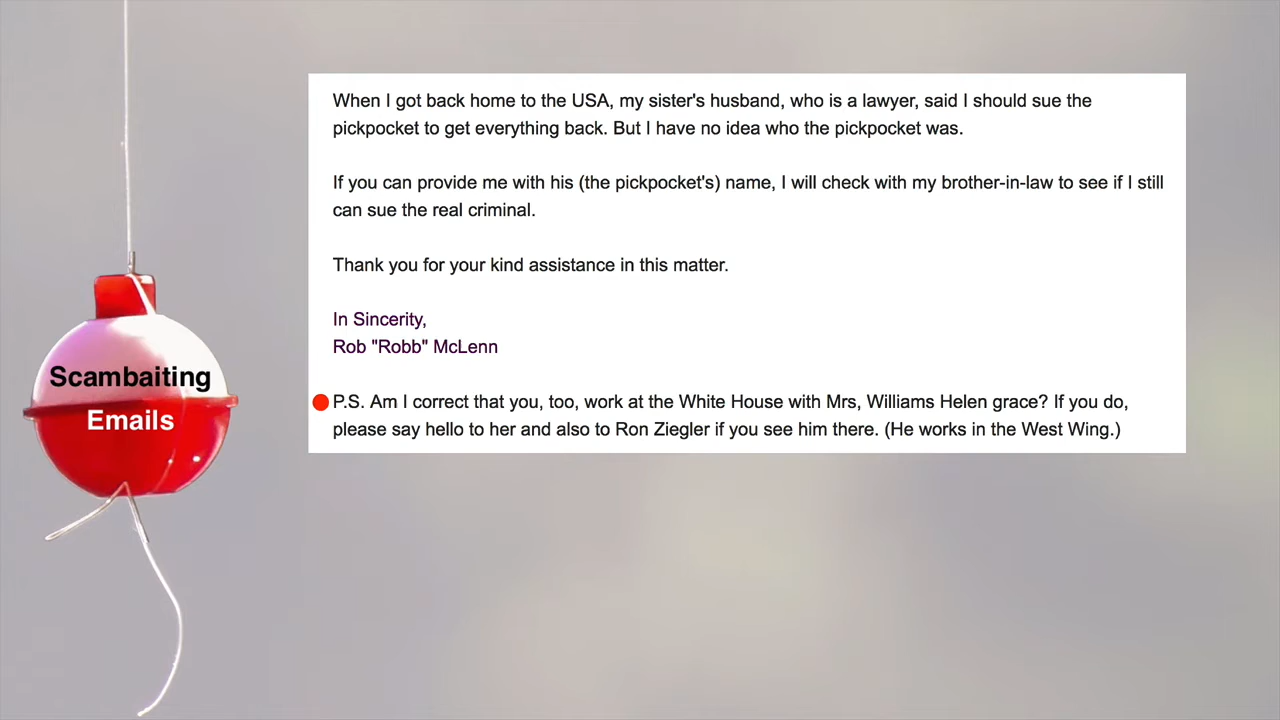 When I got back home to the USA, my sister's husband, who is a lawyer, said I should sue the
pickpocket to get everything back. But I have no idea who the pickpocket was.
If you can provide me with his (the pickpocket's) name, I will check with my brother-in-law to see if I still
can sue the real criminal.
Thank you for your kind assistance in this matter.
In Sincerity,
Rob "Robb" McLenn
P.S. Am I correct that you, too, work at the White House with Mrs, Williams Helen grace? If you do,
please say hello to her and also to Ron Ziegler if you see him there. (He works in the West Wing.)
Scambaiting
Emails